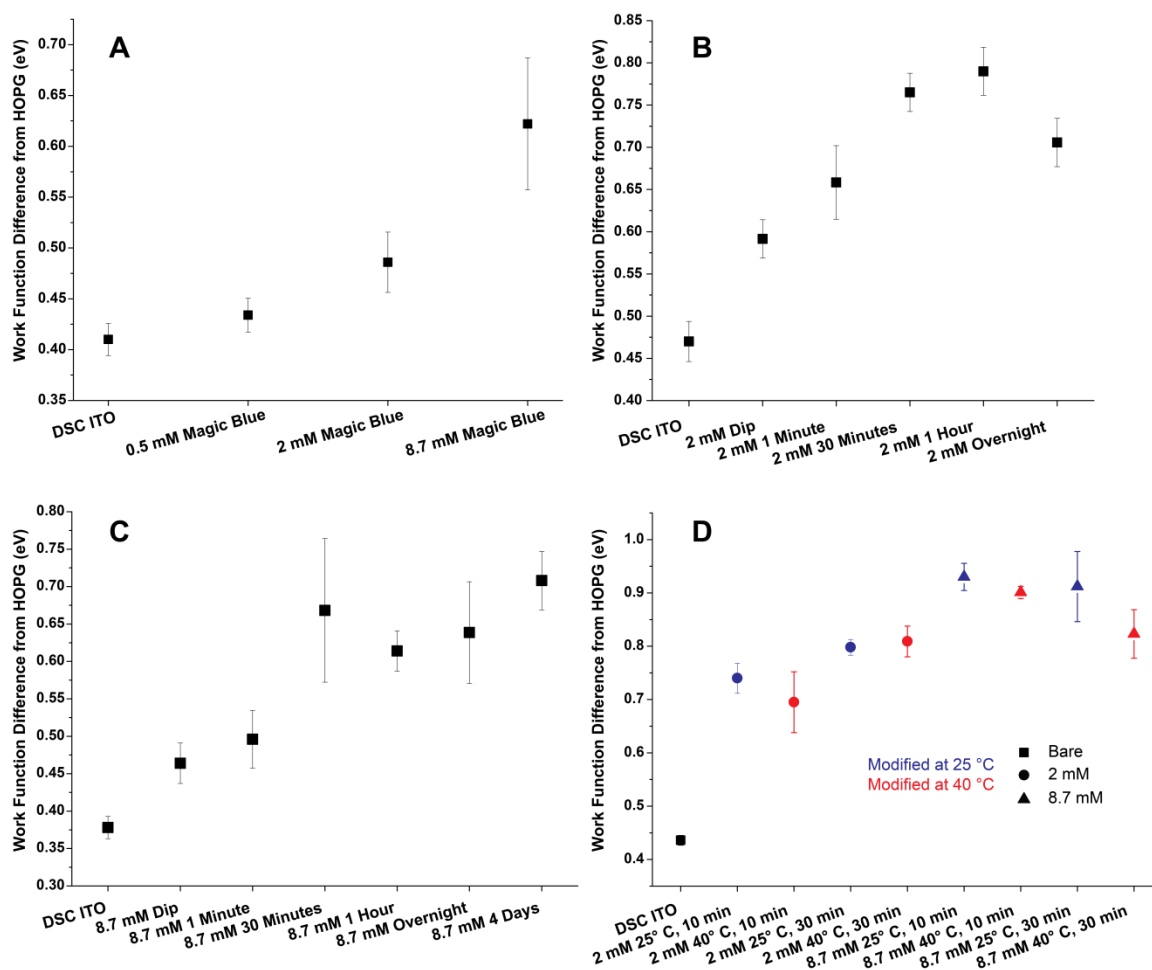 A
Work Function Difference from HOPG (eV)
0.70
0.65
0.60
0.55
0.50
0.45
0.40
0.35
DSC ITO
0.5 mM Magic Blue
2 mM Magic Blue
8.7 mM Magic Blue
B
Work Function Difference from HOPG (eV)
0.85
0.80
0.75
0.70
0.65
0.60
0.55
0.50
0.45
0.40
DSC ITO
2 mM Dip
2 mM 1 Minute
2 mM 30 Minutes
2 mM 1 Hour
2 mM Overnight
C
Work Function Difference from HOPG (eV)
0.80
0.75
0.70
0.65
0.60
0.55
0.50
0.45
0.40
0.35
0.30
DSC ITO
8.7 mM Dip
8.7 mM 1 Minute
8.7 mM 30 Minutes
8.7 mM 1 Hour
8.7 mM Overnight
8.7 mM 4 Days
D
Work Function Difference from HOPG (eV)
1.0
0.9
0.8
0.7
0.6
0.5
0.4
Modified at 25 °C
Modified at 40 °C
Bare
2 mM
8.7 mM
DSC ITO
2 mM 25° C, 10 min
2 mM 40° C, 10 min
2 mM 25° C, 30 min
2 mM 40° C, 30 min
8.7 mM 25° C, 10 min
8.7 mM 40° C, 10 min
8.7 mM 25° C, 30 min
8.7 mM 40° C, 30 min